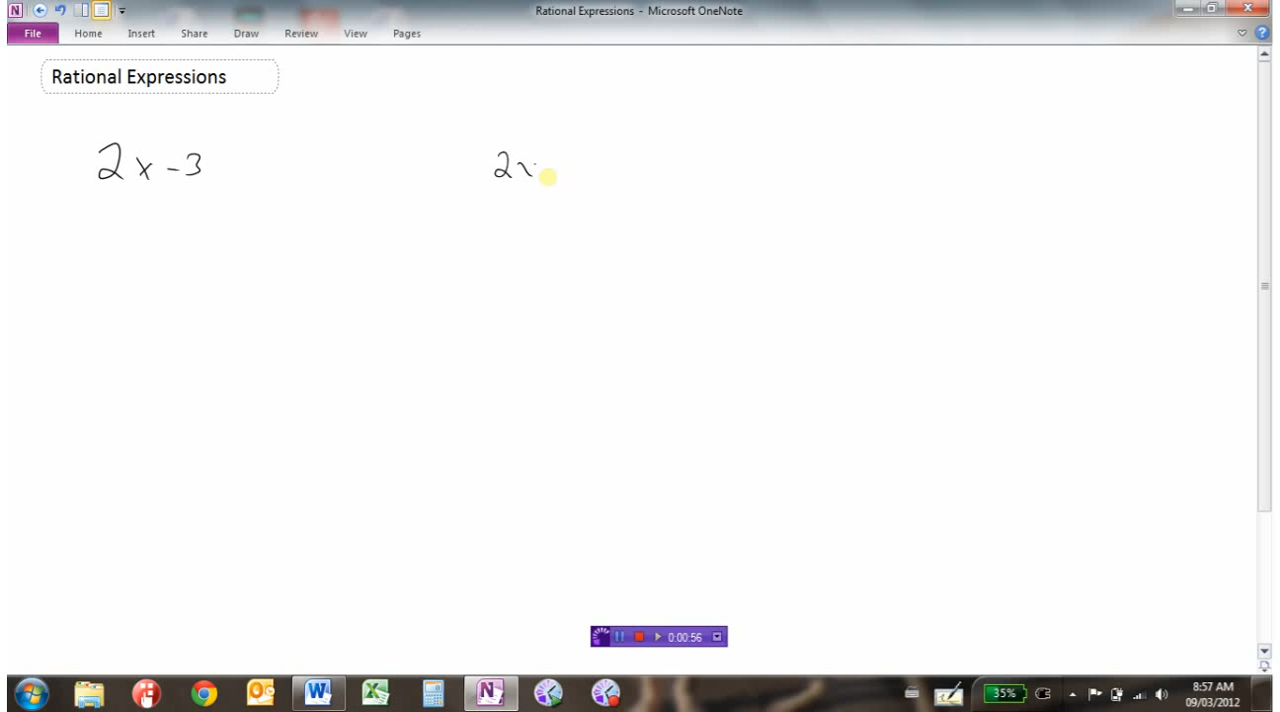 Rational Expressions - Microsoft OneNote
File Home Insert Share Draw Review View Pages
Rational Expressions
2x - 3 2x
0:00:56
35%
8:57 AM
09/03/2012